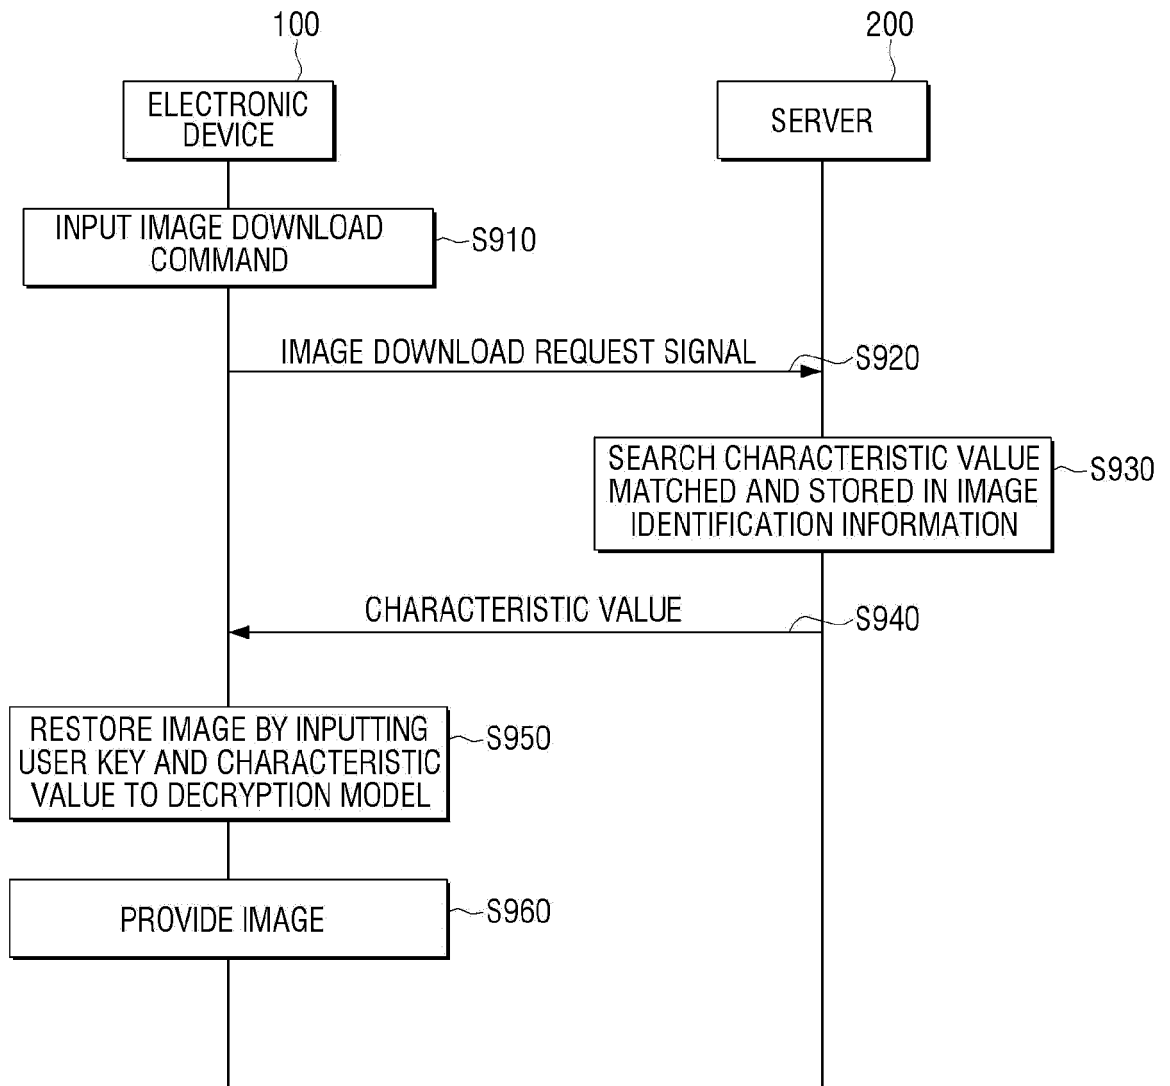 100
200
ELECTRONIC
DEVICE
SERVER
INPUT IMAGE DOWNLOAD
COMMAND
S910
IMAGE DOWNLOAD REQUEST SIGNAL
S920
SEARCH CHARACTERISTIC VALUE
MATCHED AND STORED IN IMAGE
IDENTIFICATION INFORMATION
S930
CHARACTERISTIC VALUE
S940
RESTORE IMAGE BY INPUTTING
USER KEY AND CHARACTERISTIC
VALUE TO DECRYPTION MODEL
S950
PROVIDE IMAGE
S960